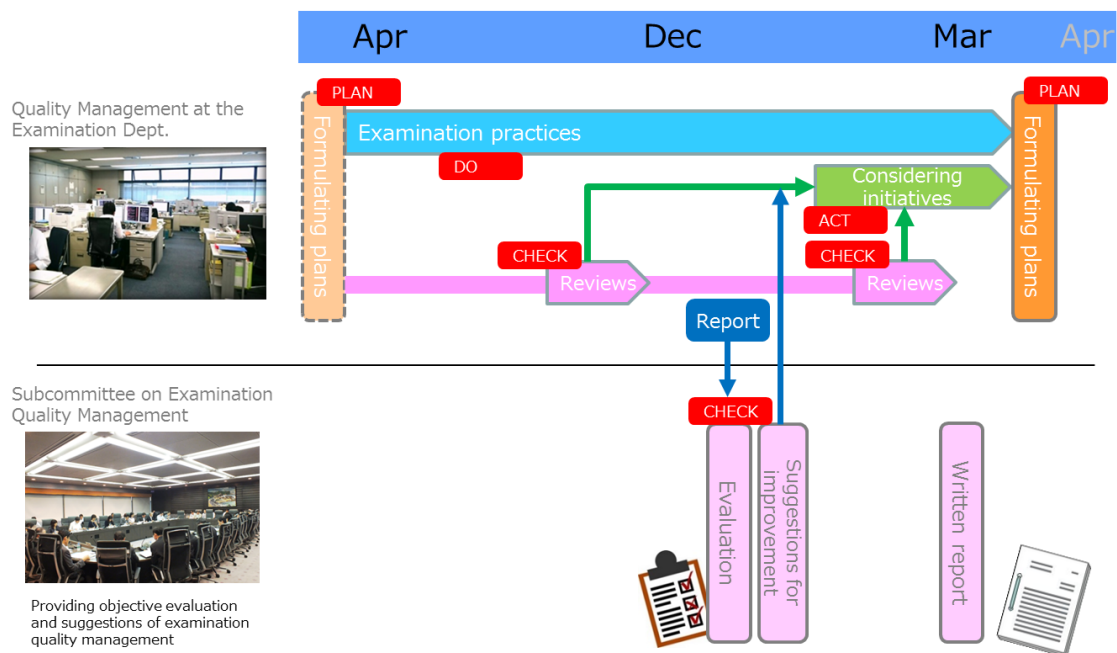 Apr
Dec
Mar
Apr
Quality Management at the
Examination Dept.
PLAN
PLAN
Formulating plans
Examination practices
DO
Considering
initiatives
ACT
CHECK
Reviews
CHECK
Reviews
Formulating plans
Report
Subcommittee on Examination
Quality Management
CHECK
Evaluation
Suggestions for
improvement
Written report
Providing objective evaluation
and suggestions of examination
quality management